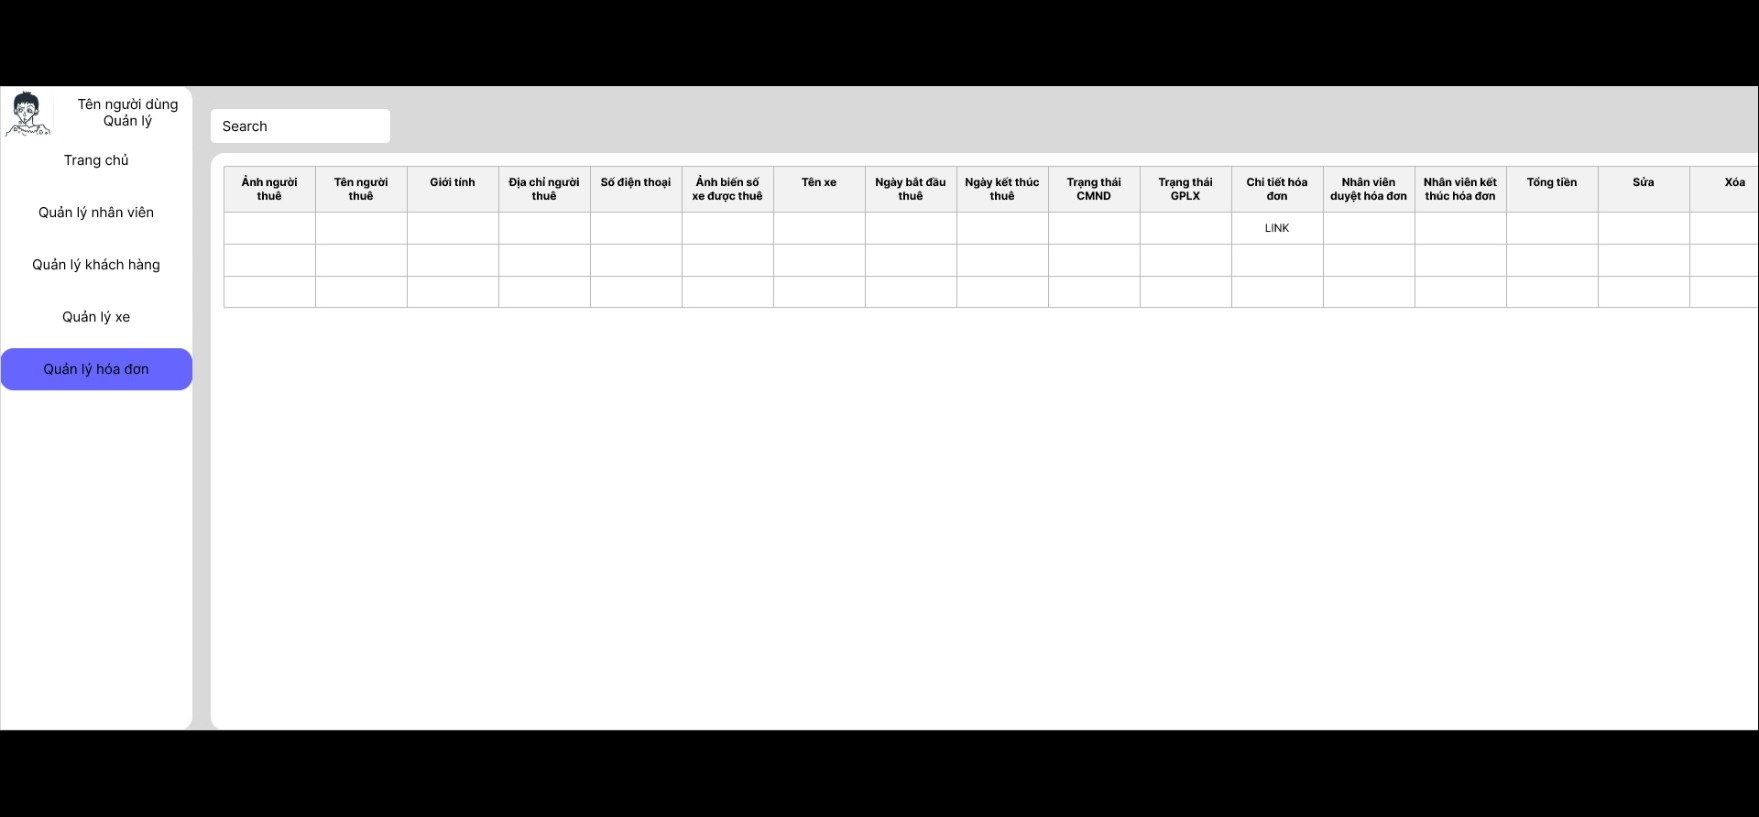 Tên người dùng
Quản lý
Trang chủ
Quản lý nhân viên
Quản lý khách hàng
Quản lý xe
Quản lý hóa đơn
Search
Ảnh người thuê
Tên người thuê
Giới tính
Địa chỉ người thuê
Số điện thoại
Ảnh biến số xe được thuê
Tên xe
Ngày bắt đầu thuê
Ngày kết thúc thuê
Trạng thái CMND
Trạng thái GPLX
Chi tiết hóa đơn
Nhân viên duyệt hóa đơn
Nhân viên kết thúc hóa đơn
Tổng tiền
Sửa
Xóa
LINK